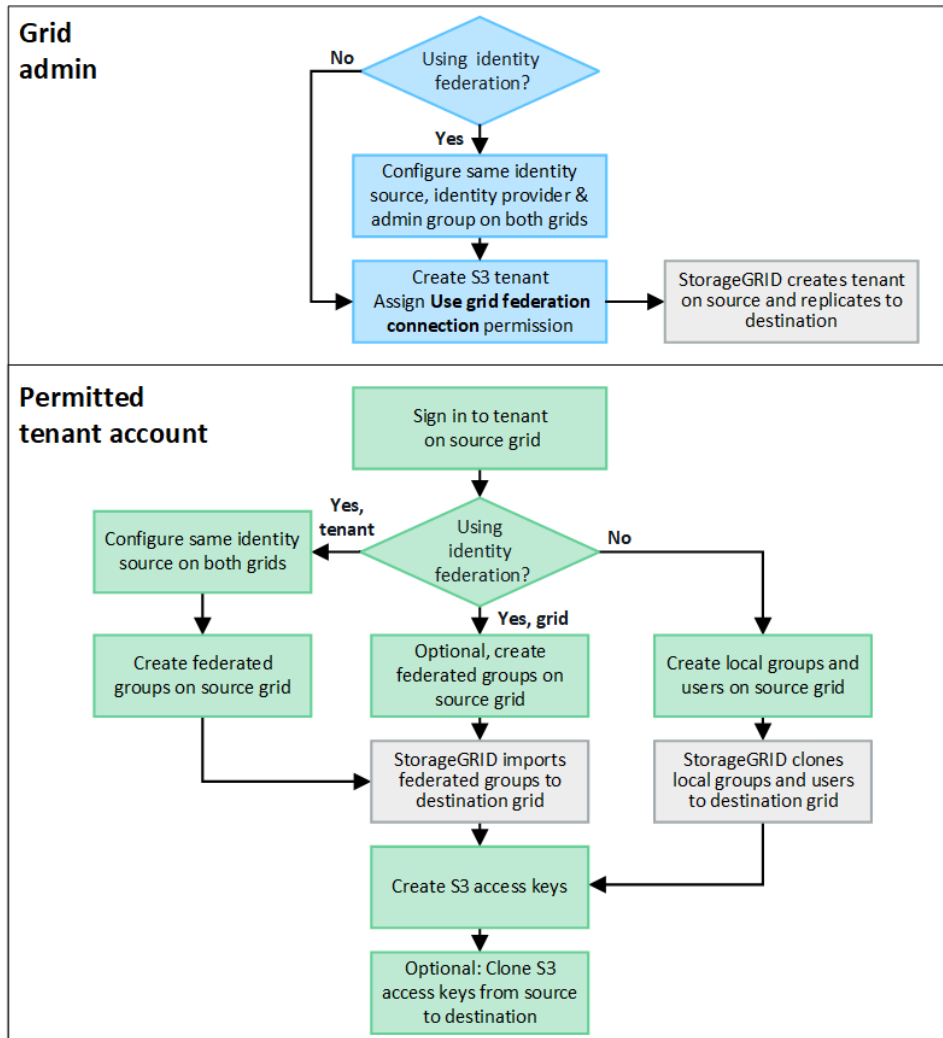 Grid
admin
No
Using identity
federation?
Yes
Configure same identity
source, identity provider &
admin group on both grids
Create S3 tenant
Assign Use grid federation
connection permission
StorageGRID creates tenant
on source and replicates to
destination
Permitted
tenant account
Sign in to tenant
on source grid
Yes,
tenant
Using
identity
federation?
No
Configure same identity
source on both grids
Yes, grid
Create federated
groups on source grid
Optional, create
federated groups on
source grid
Create local groups and
users on source grid
StorageGRID imports
federated groups to
destination grid
StorageGRID clones
local groups and users
to destination grid
Create S3 access keys
Optional: Clone S3
access keys from source
to destination